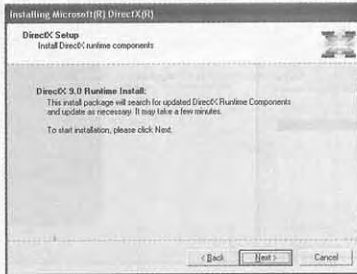 Installing Microsoft(R) DirectX(R)
DirectX Setup
Install DirectX runtime components
DirectX 9.0 Runtime Install:
This install package will search for updated DirectX Runtime Components
and update as necessary. It may take a few minutes.
To start installation, please click Next.
< Back
Next >
Cancel